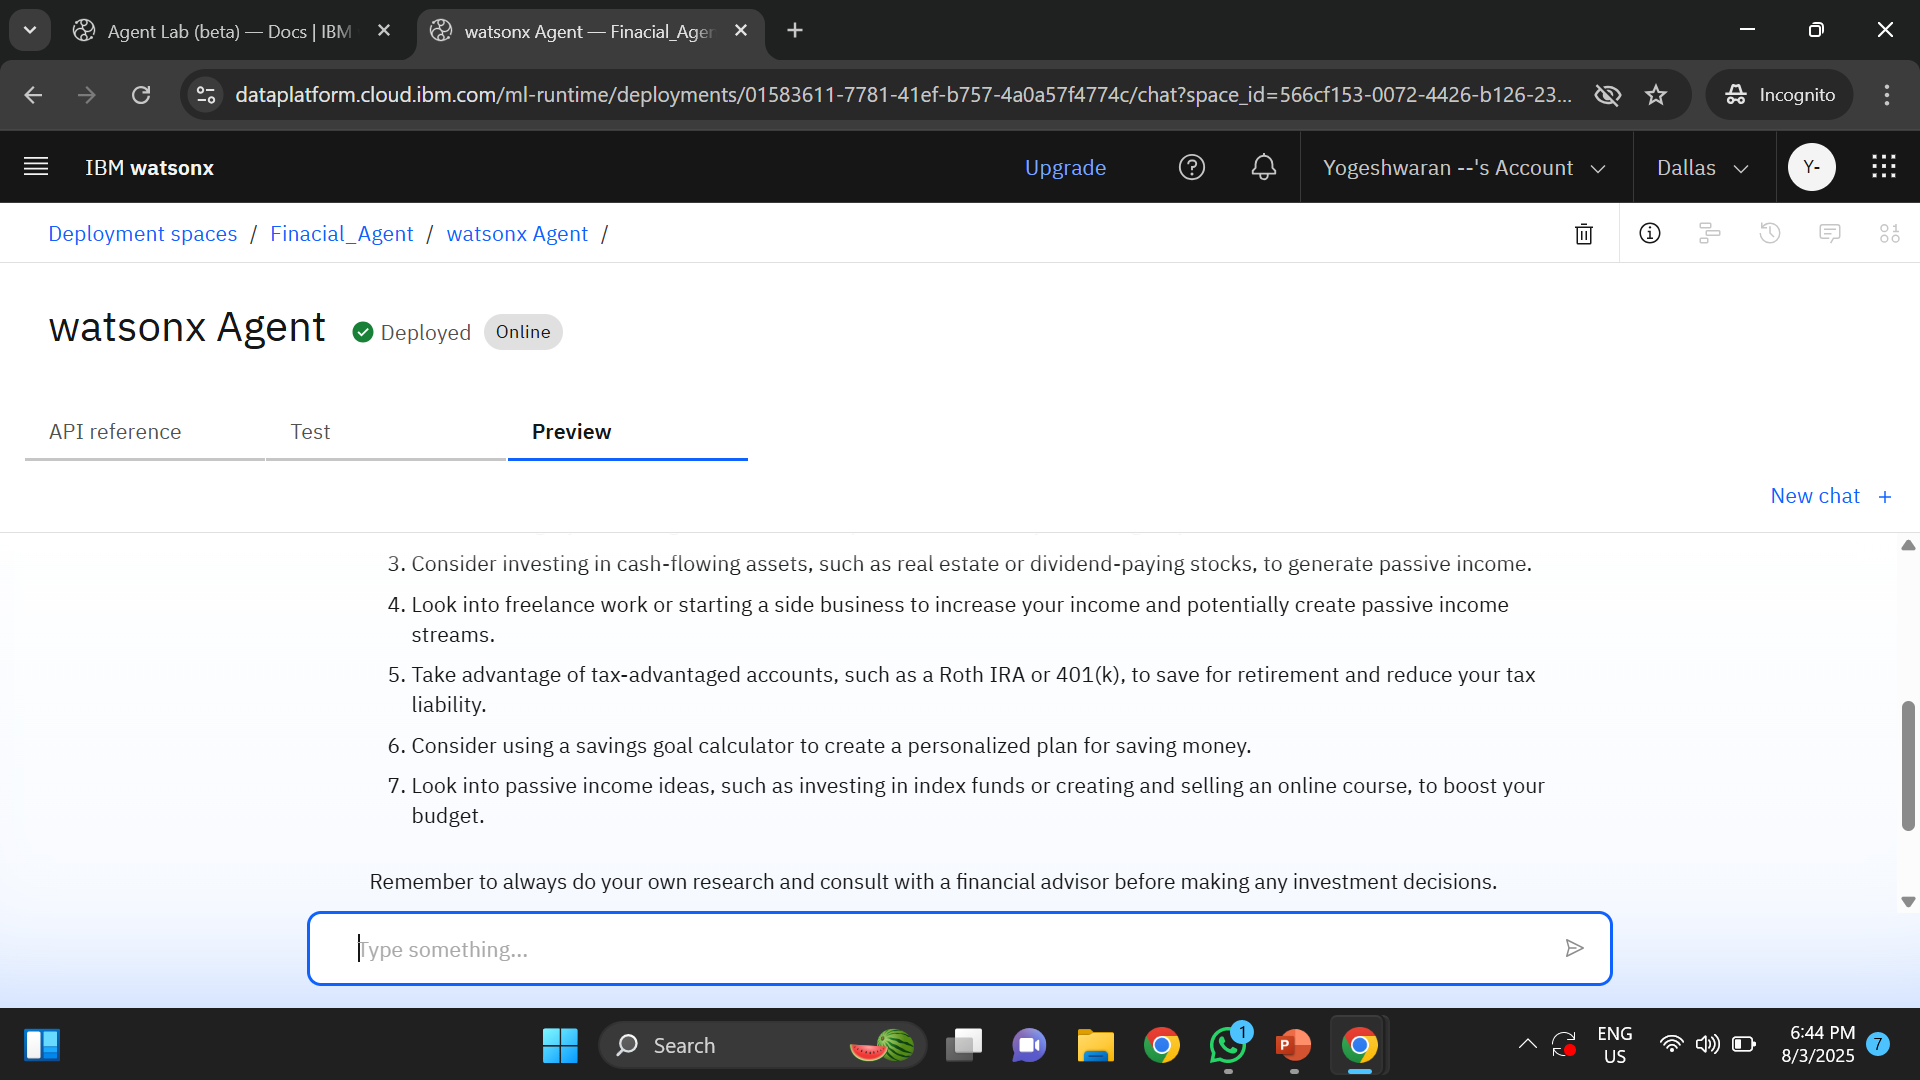 Agent Lab (beta) — Docs | IBM
watsonx Agent — Finacial_Agen
dataplatform.cloud.ibm.com/ml-runtime/deployments/01583611-7781-41ef-b757-4a0a57f4774c/chat?space_id=566cf153-0072-4426-b126-23...
Incognito
IBM watsonx
Upgrade
Yogeshwaran --'s Account
Dallas
Y-
Deployment spaces / Finacial_Agent / watsonx Agent /
watsonx Agent
Deployed
Online
API reference
Test
Preview
New chat +
3. Consider investing in cash-flowing assets, such as real estate or dividend-paying stocks, to generate passive income.
4. Look into freelance work or starting a side business to increase your income and potentially create passive income
streams.
5. Take advantage of tax-advantaged accounts, such as a Roth IRA or 401(k), to save for retirement and reduce your tax
liability.
6. Consider using a savings goal calculator to create a personalized plan for saving money.
7. Look into passive income ideas, such as investing in index funds or creating and selling an online course, to boost your
budget.
Remember to always do your own research and consult with a financial advisor before making any investment decisions.
Type something...
Search
1
P
ENG
US
6:44 PM
8/3/2025
7